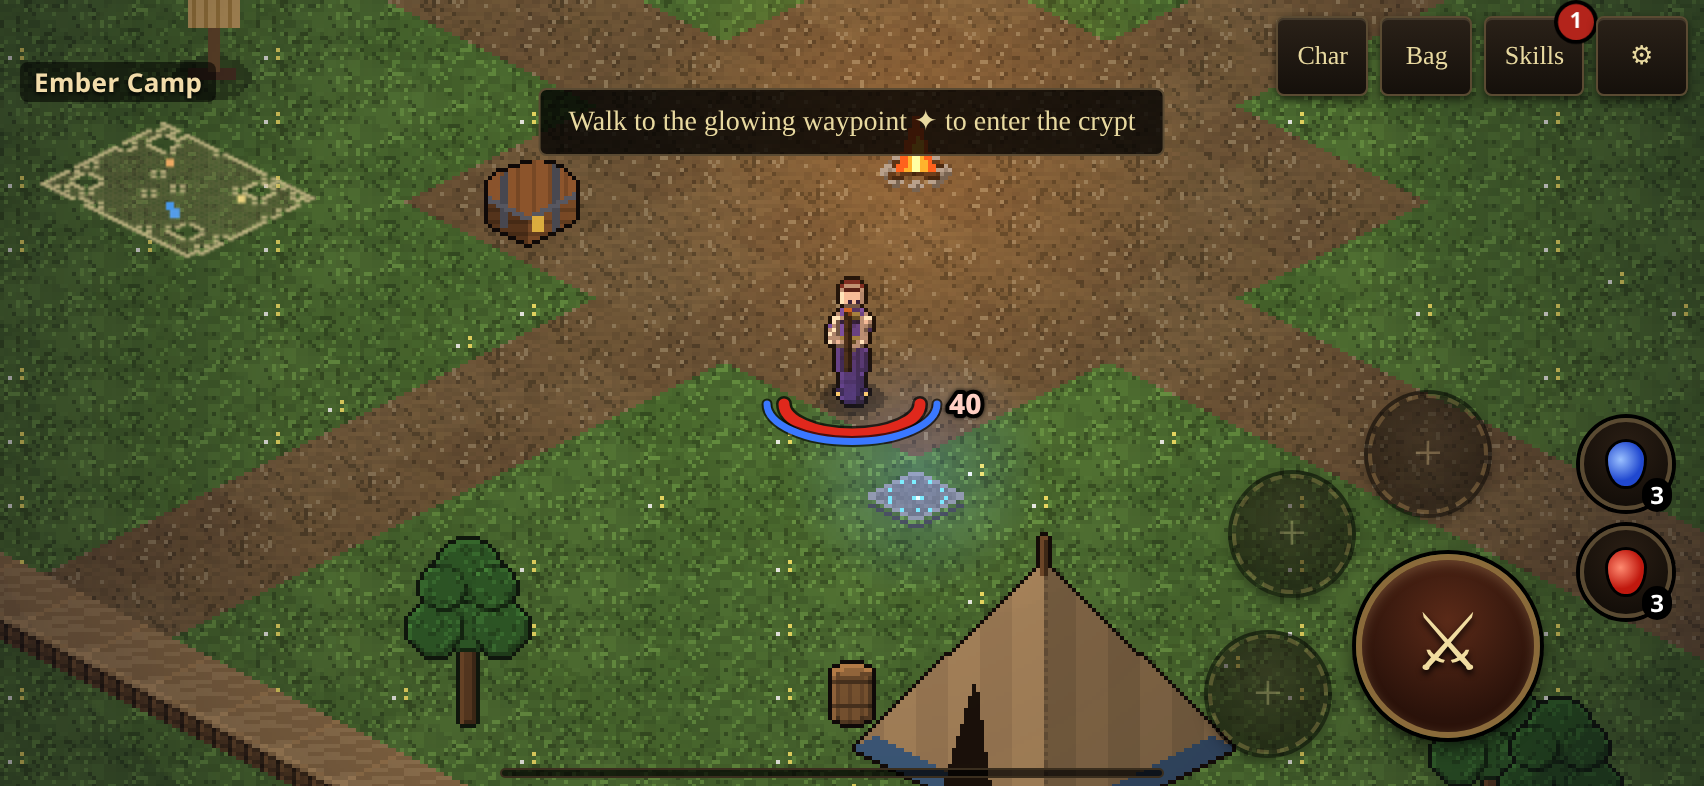 Ember Camp
Char
Bag
Skills
1
Walk to the glowing waypoint ✦ to enter the crypt
40
3
3